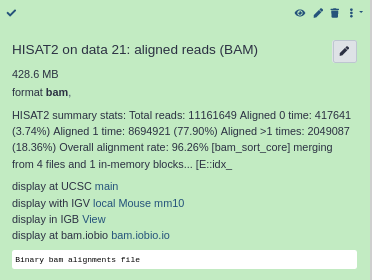 HISAT2 on data 21: aligned reads (BAM)
428.6 MB
format bam,
HISAT2 summary stats: Total reads: 11161649 Aligned 0 time: 417641
(3.74%) Aligned 1 time: 8694921 (77.90%) Aligned >1 times: 2049087
(18.36%) Overall alignment rate: 96.26% [bam_sort_core] merging
from 4 files and 1 in-memory blocks... [E::idx_
display at UCSC main
display with IGV local Mouse mm10
display in IGB View
display at bam.iobio bam.iobio.io
Binary bam alignments file